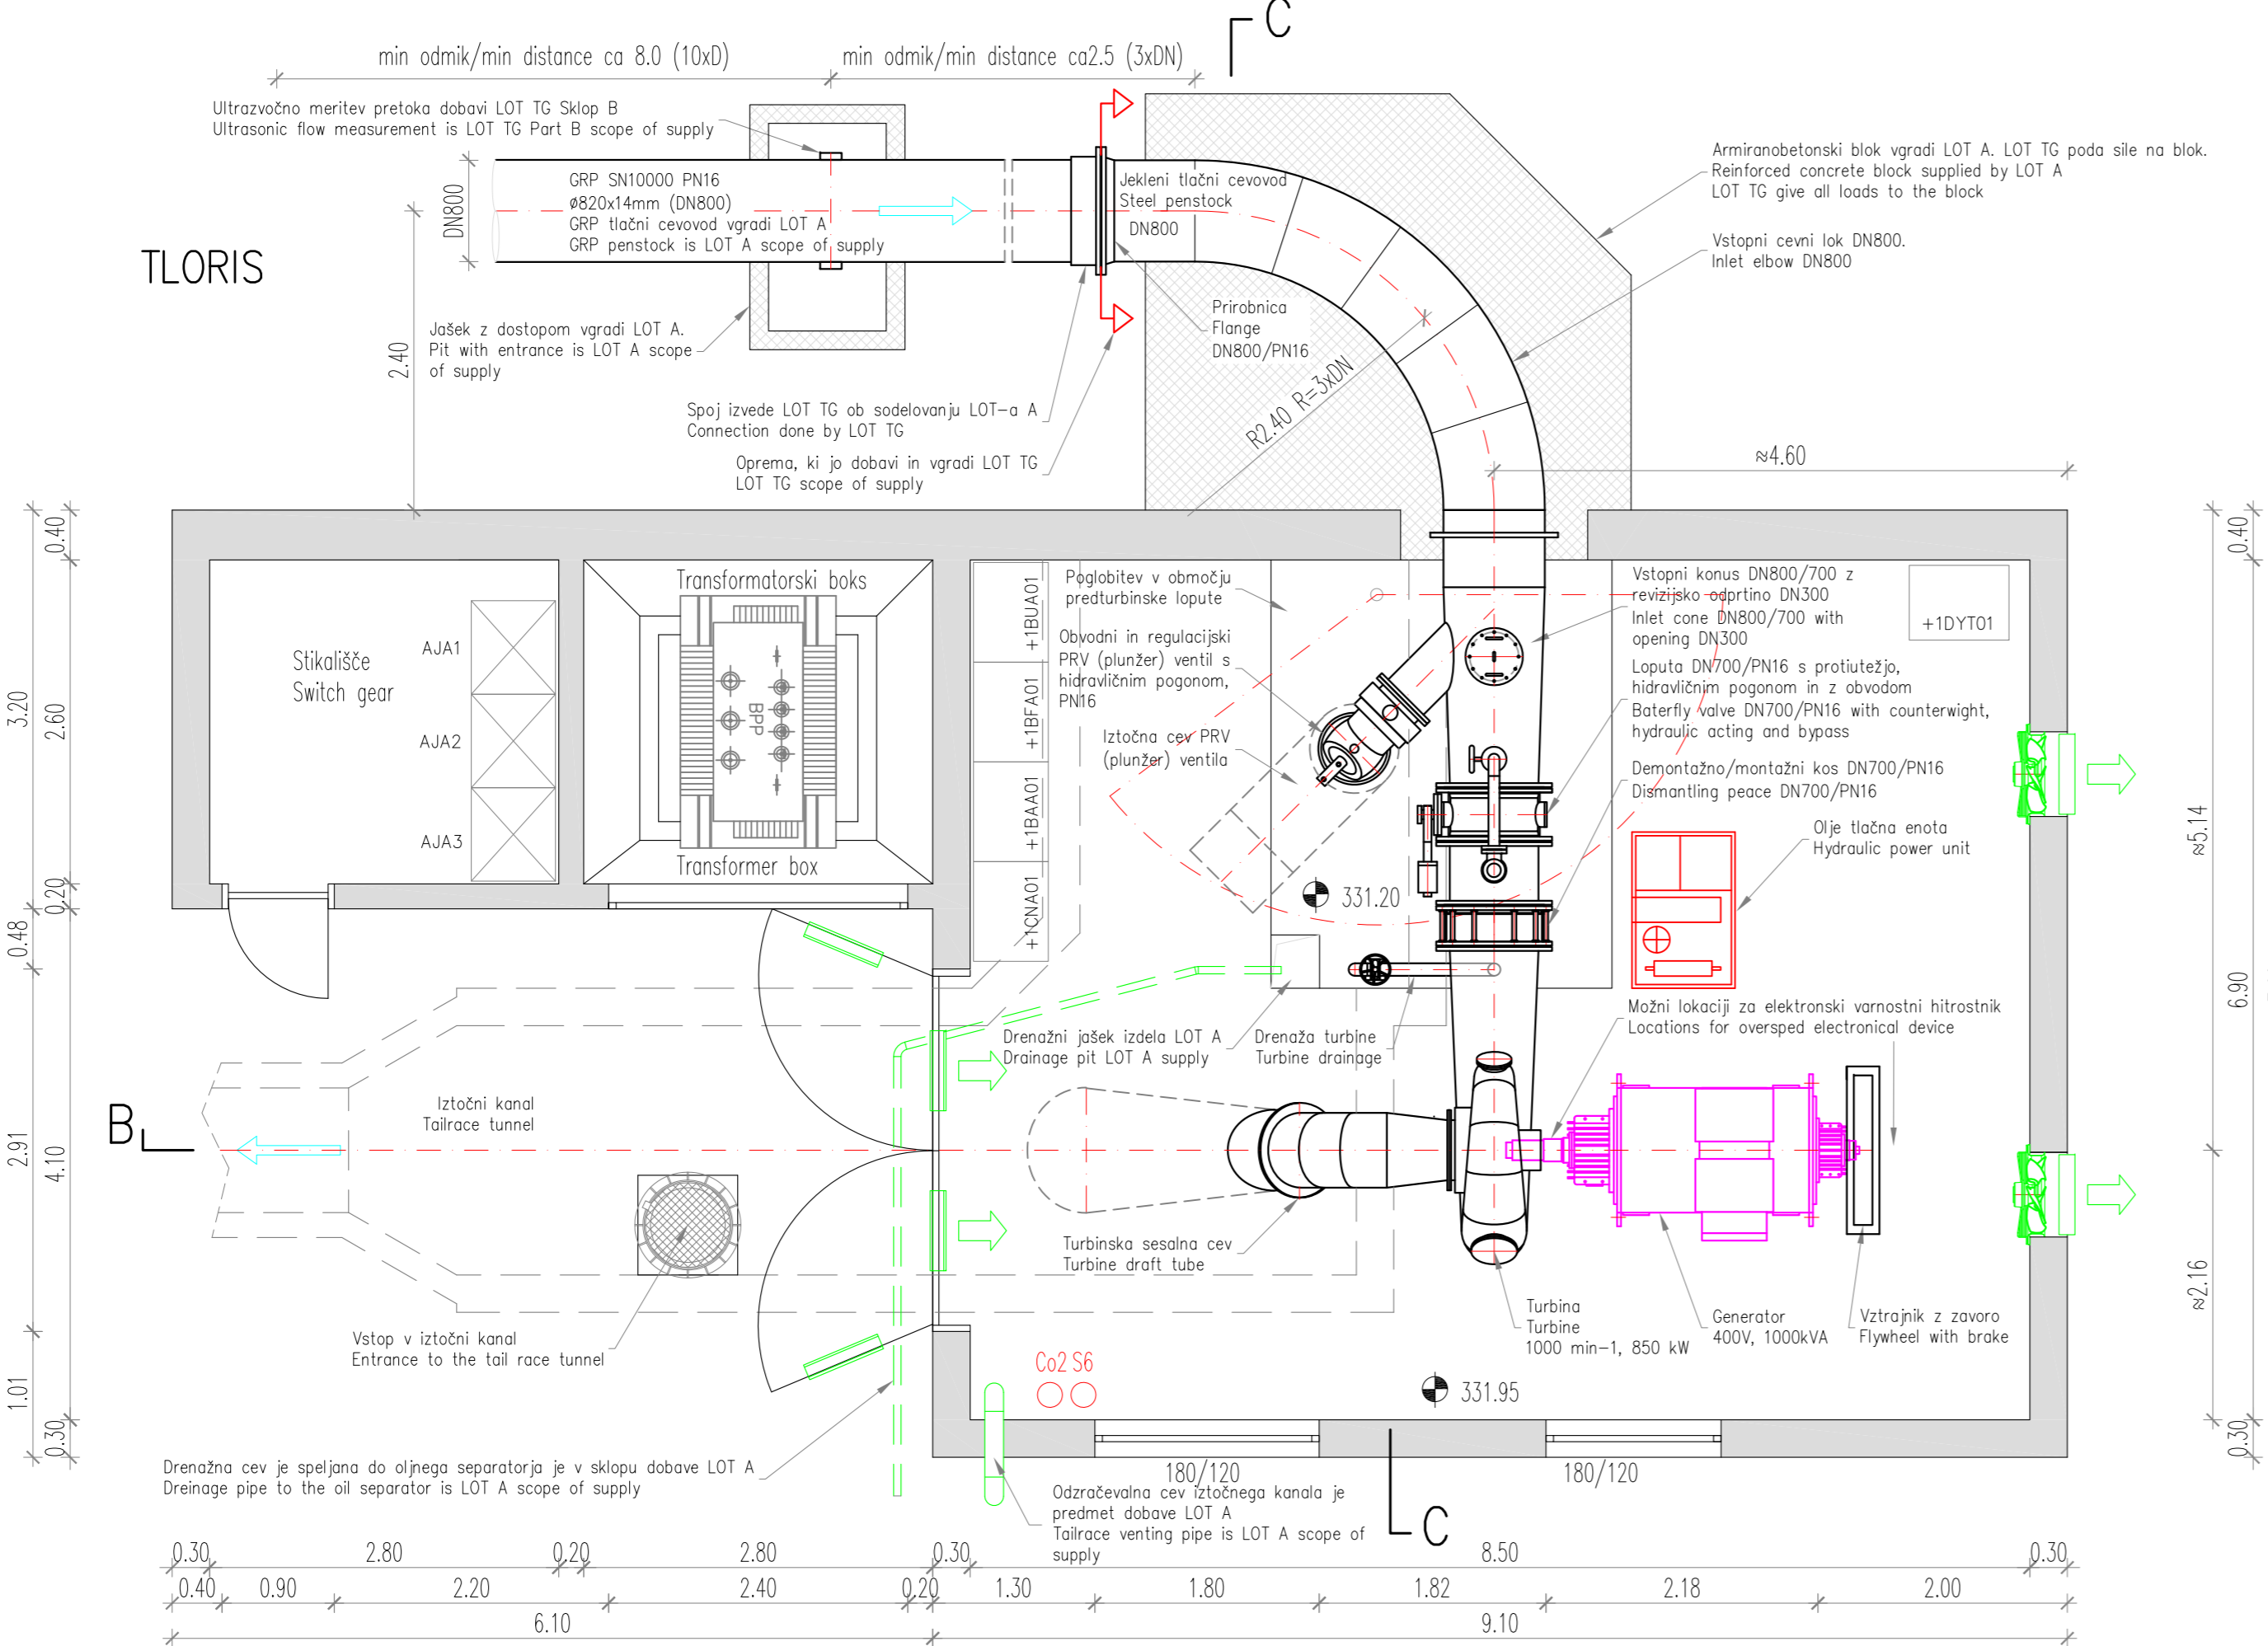 C
min odmik/min distance ca 8.0 (10xD)
min odmik/min distance ca2.5 (3xDN)
Ultrazvočno meritev pretoka dobavi LOT TG Sklop B
Ultrasonic flow measurement is LOT TG Part B scope of supply
Armiranobetonski blok vgradi LOT A. LOT TG poda sile na blok.
Reinforced concrete block supplied by LOT A
LOT TG give all loads to the block
DN800
GRP SN10000 PN16
ø820x14mm (DN800)
GRP tlačni cevovod vgradi LOT A
GRP penstock is LOT A scope of supply
Jekleni tlačni cevovod
Steel penstock
DN800
Vstopni cevni lok DN800.
Inlet elbow DN800
TLORIS
2.40
Jašek z dostopom vgradi LOT A.
Pit with entrance is LOT A scope
of supply
Prirobnica
Flange
DN800/PN16
R2.40 R=3xDN
Spoj izvede LOT TG ob sodelovanju LOT-a A
Connection done by LOT TG
Oprema, ki jo dobavi in vgradi LOT TG
LOT TG scope of supply
≈4.60
0.40
3.20
2.60
0.20
0.48
2.91
4.10
1.01
0.30
Stikališče
Switch gear
AJA1
AJA2
AJA3
Transformatorski boks
BPP
Transformer box
+1BUA01
+1BFA01
+1BAA01
+1CNA01
Poglobitev v območju
predturbinske lopute
Obvodni in regulacijski
PRV (plunžer) ventil s
hidravličnim pogonom,
PN16
Iztočna cev PRV
(plunžer) ventila
331.20
Vstopni konus DN800/700 z
revizijsko odprtino DN300
Inlet cone DN800/700 with
opening DN300
+1DYT01
Loputa DN700/PN16 s protiutežjo,
hidravličnim pogonom in z obvodom
Baterfly valve DN700/PN16 with counterwight,
hydraulic acting and bypass
Demontažno/montažni kos DN700/PN16
Dismantling peace DN700/PN16
Olje tlačna enota
Hydraulic power unit
0.40
≈5.14
6.90
≈2.16
0.30
Možni lokaciji za elektronski varnostni hitrostnik
Locations for oversped electronical device
Drenažni jašek izdela LOT A
Drainage pit LOT A supply
Drenaža turbine
Turbine drainage
B
Iztočni kanal
Tailrace tunnel
Turbinska sesalna cev
Turbine draft tube
Vstop v iztočni kanal
Entrance to the tail race tunnel
Turbina
Turbine
1000 min-1, 850 kW
Generator
400V, 1000kVA
Vztrajnik z zavoro
Flywheel with brake
Co2 S6
331.95
Drenažna cev je speljana do oljnega separatorja je v sklopu dobave LOT A
Dreinage pipe to the oil separator is LOT A scope of supply
180/120
180/120
Odzračevalna cev iztočnega kanala je
predmet dobave LOT A
Tailrace venting pipe is LOT A scope of
supply
C
0.30 2.80 0.20 2.80 0.30 8.50 0.30
0.40 0.90 2.20 2.40 0.20 1.30 1.80 1.82 2.18 2.00
6.10 9.10